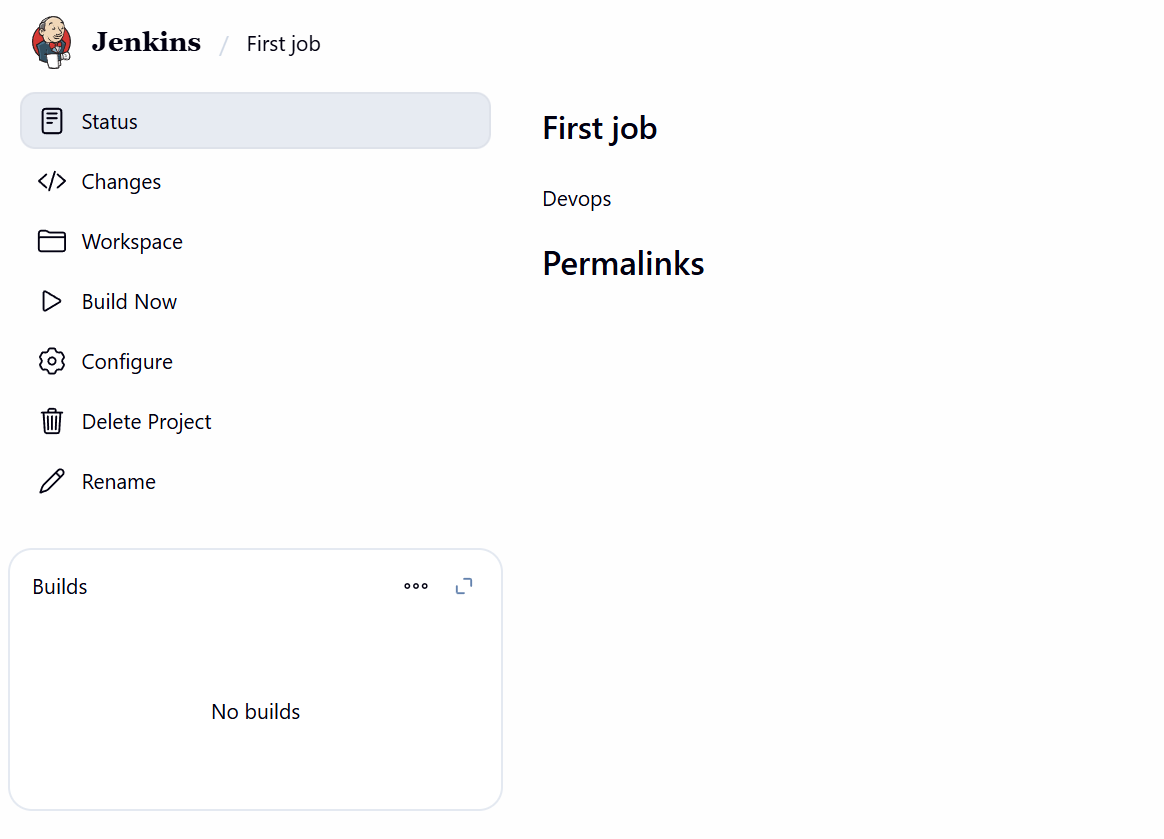 Jenkins / First job
Status
Changes
Workspace
Build Now
Configure
Delete Project
Rename
Builds
No builds
First job
Devops
Permalinks